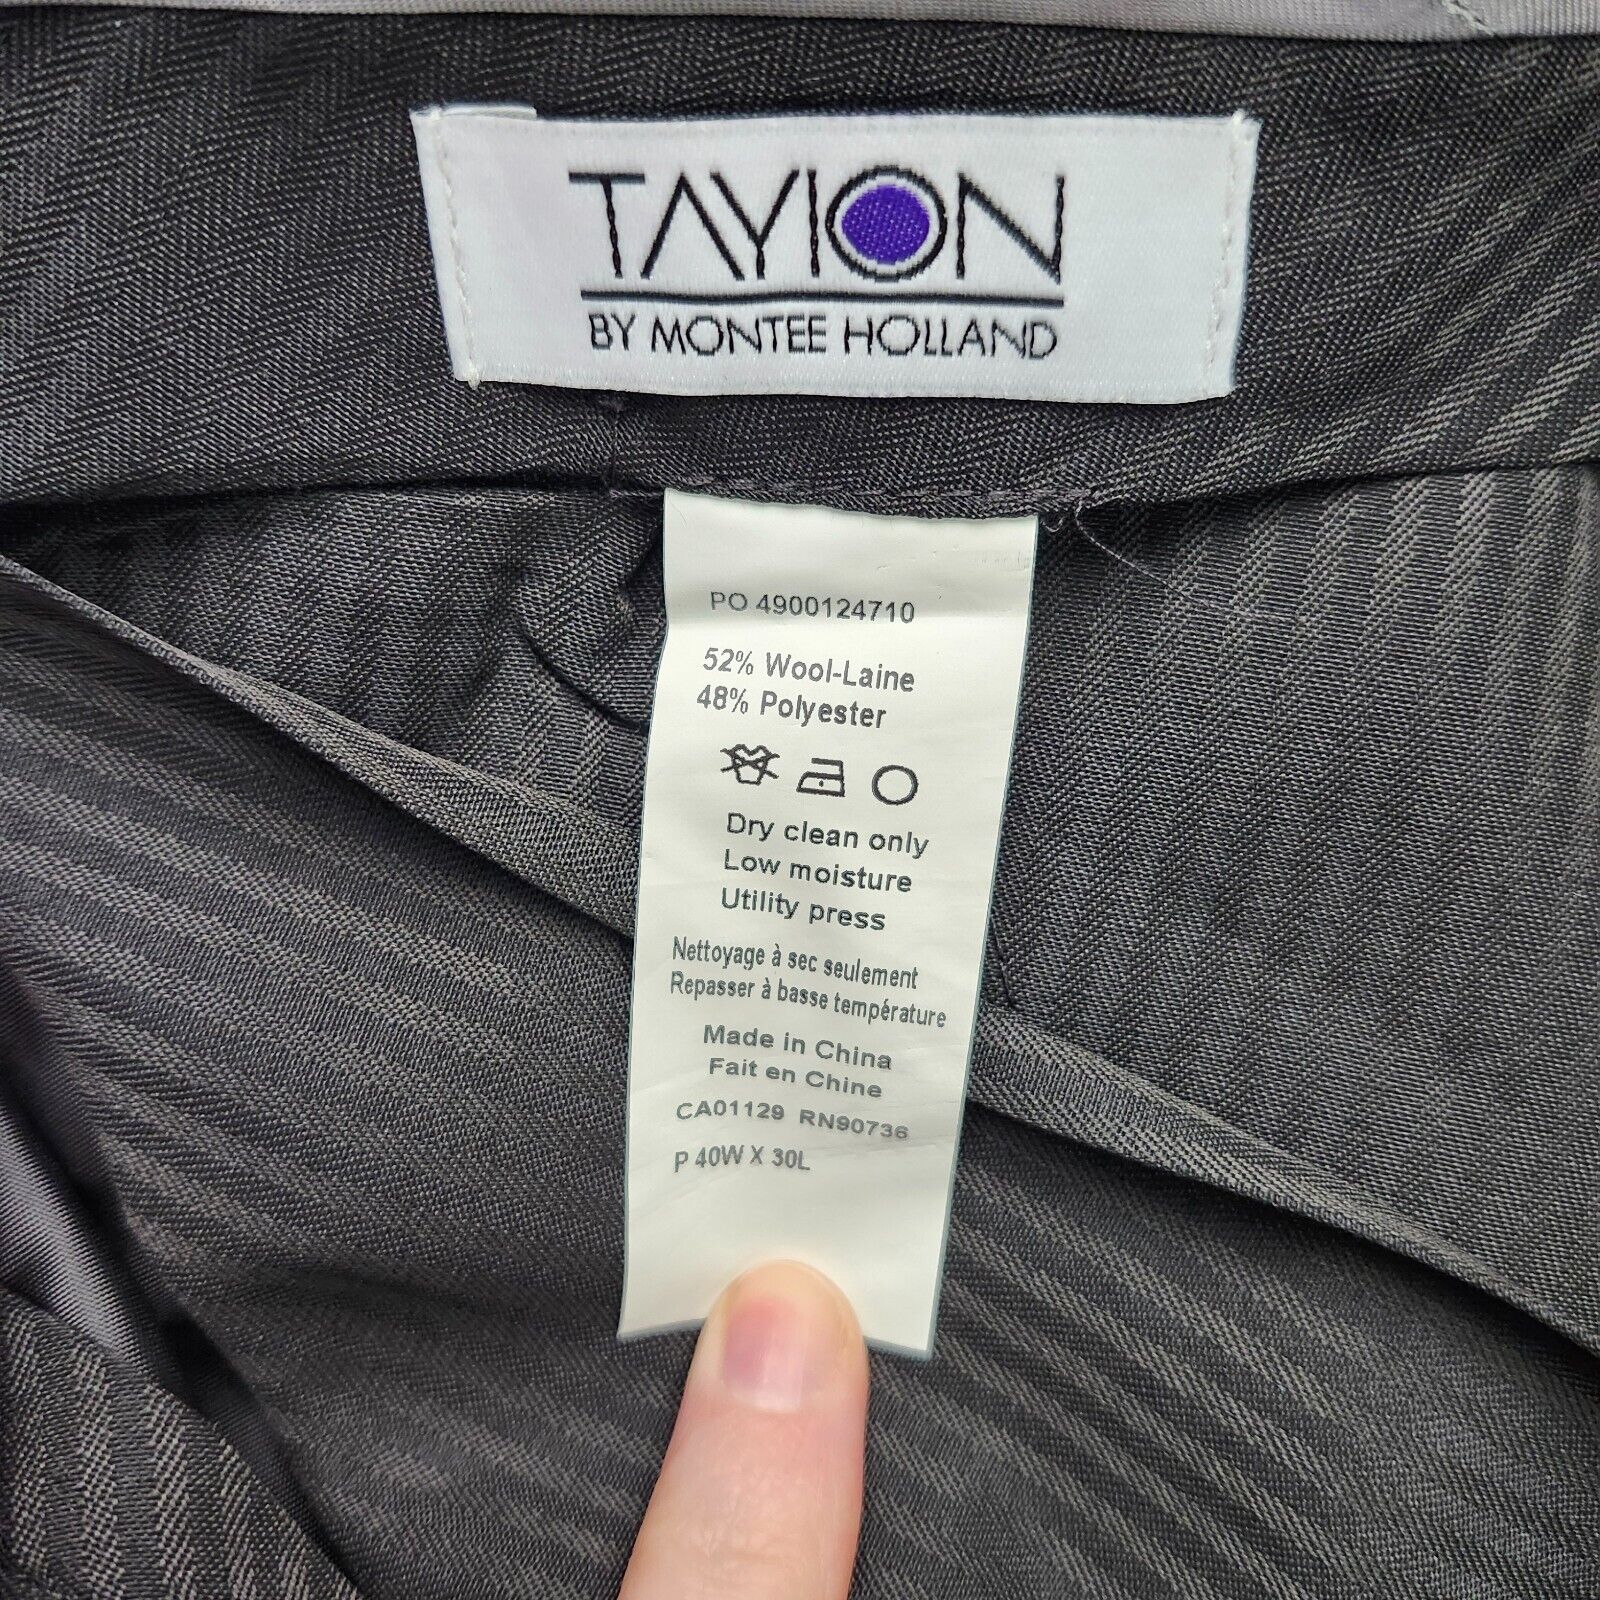 TAYION
BY MONTEE HOLLAND
PO 4900124710
52% Wool-Laine
48% Polyester
Dry clean only
Low moisture
Utility press
Nettoyage à sec seulement
Repasser à basse température
Made in China
Fait en Chine
CA01129 RN90736
P 40W X 30L